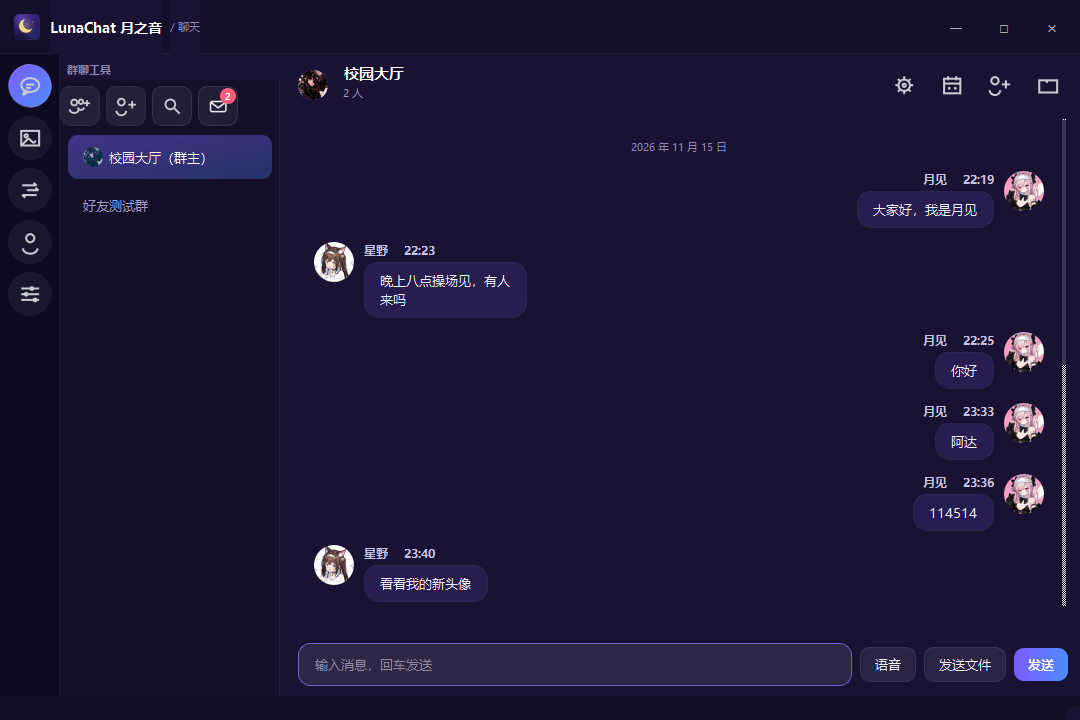 LunaChat 月之音 / 聊天
群聊工具
2
校园大厅（群主）
好友测试群
校园大厅
2 人
2026 年 11 月 15 日
月见 22:19
大家好，我是月见
星野 22:23
晚上八点操场见，有人
来吗
月见 22:25
你好
月见 23:33
阿达
月见 23:36
114514
星野 23:40
看看我的新头像
输入消息，回车发送
语音
发送文件
发送